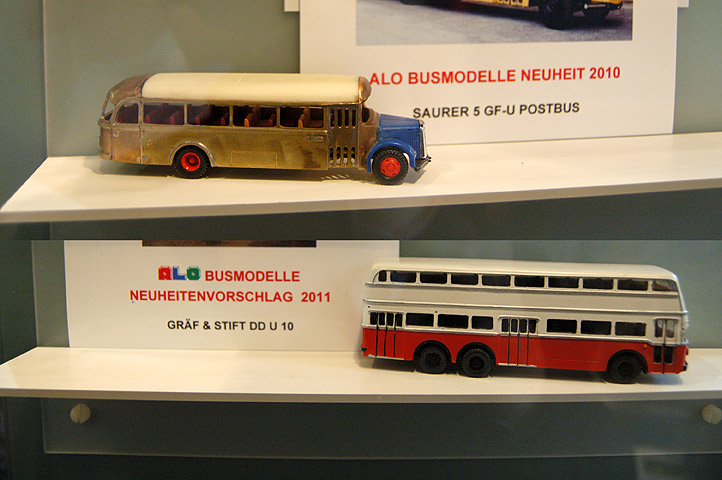 ALO BUSMODELLE NEUHEIT 2010
SAURER 5 GF-U POSTBUS
ALO BUSMODELLE
NEUHEITENVORSCHLAG 2011
GRÄF & STIFT DD U 10